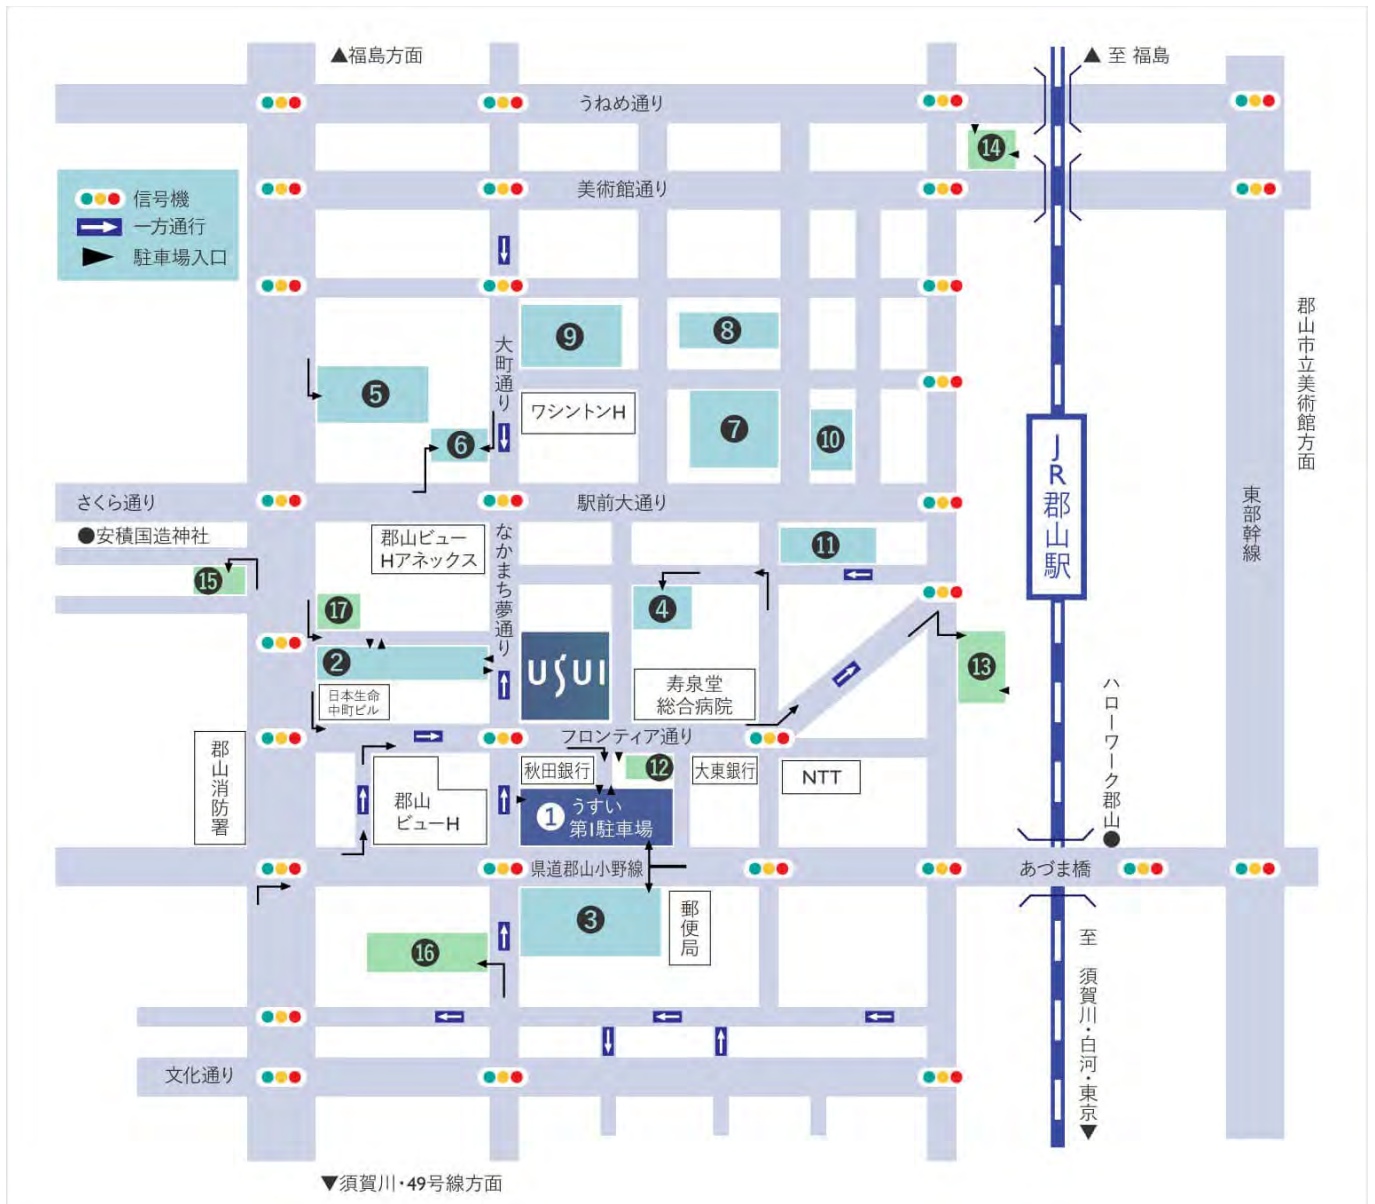 ▲福島方面
▲ 至 福島
うねめ通り
⑭
美術館通り
信号機
一方通行
駐車場入口
郡山市立美術館方面
大町通り
⑨
⑧
⑤
ワシントンH
⑦
⑩
⑥
JR郡山駅
さくら通り
駅前大通り
東部幹線
●安積国造神社
郡山ビュー
Hアネックス
なかまち夢通り
⑪
⑮
⑰
④
②
USUI
⑬
日本生命
中町ビル
寿泉堂
総合病院
ハローワーク郡山●
フロンティア通り
郡山消防署
秋田銀行
⑫
大東銀行
NTT
郡山
ビューH
① うすい
第1駐車場
県道郡山小野線
あづま橋
③
郵便局
⑯
至 須賀川・白河・東京▼
文化通り
▼須賀川・49号線方面